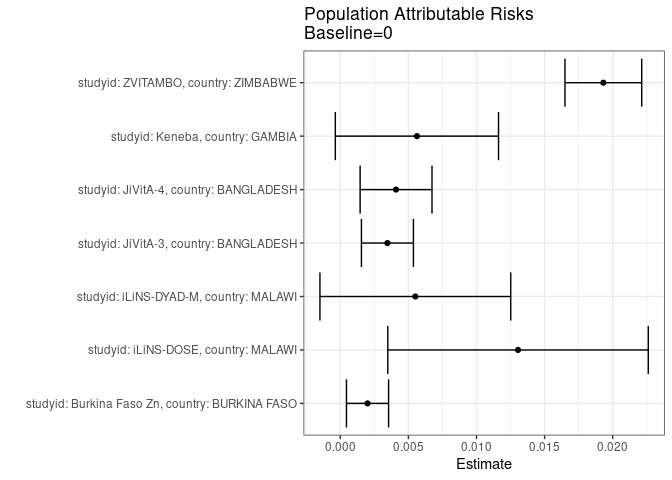 Population Attributable Risks
Baseline=0
studyid: ZVITAMBO, country: ZIMBABWE
studyid: Keneba, country: GAMBIA
studyid: JiVitA-4, country: BANGLADESH
studyid: JiVitA-3, country: BANGLADESH
studyid: iLiNS-DYAD-M, country: MALAWI
studyid: iLiNS-DOSE, country: MALAWI
studyid: Burkina Faso Zn, country: BURKINA FASO
0.000 0.005 0.010 0.015 0.020
Estimate